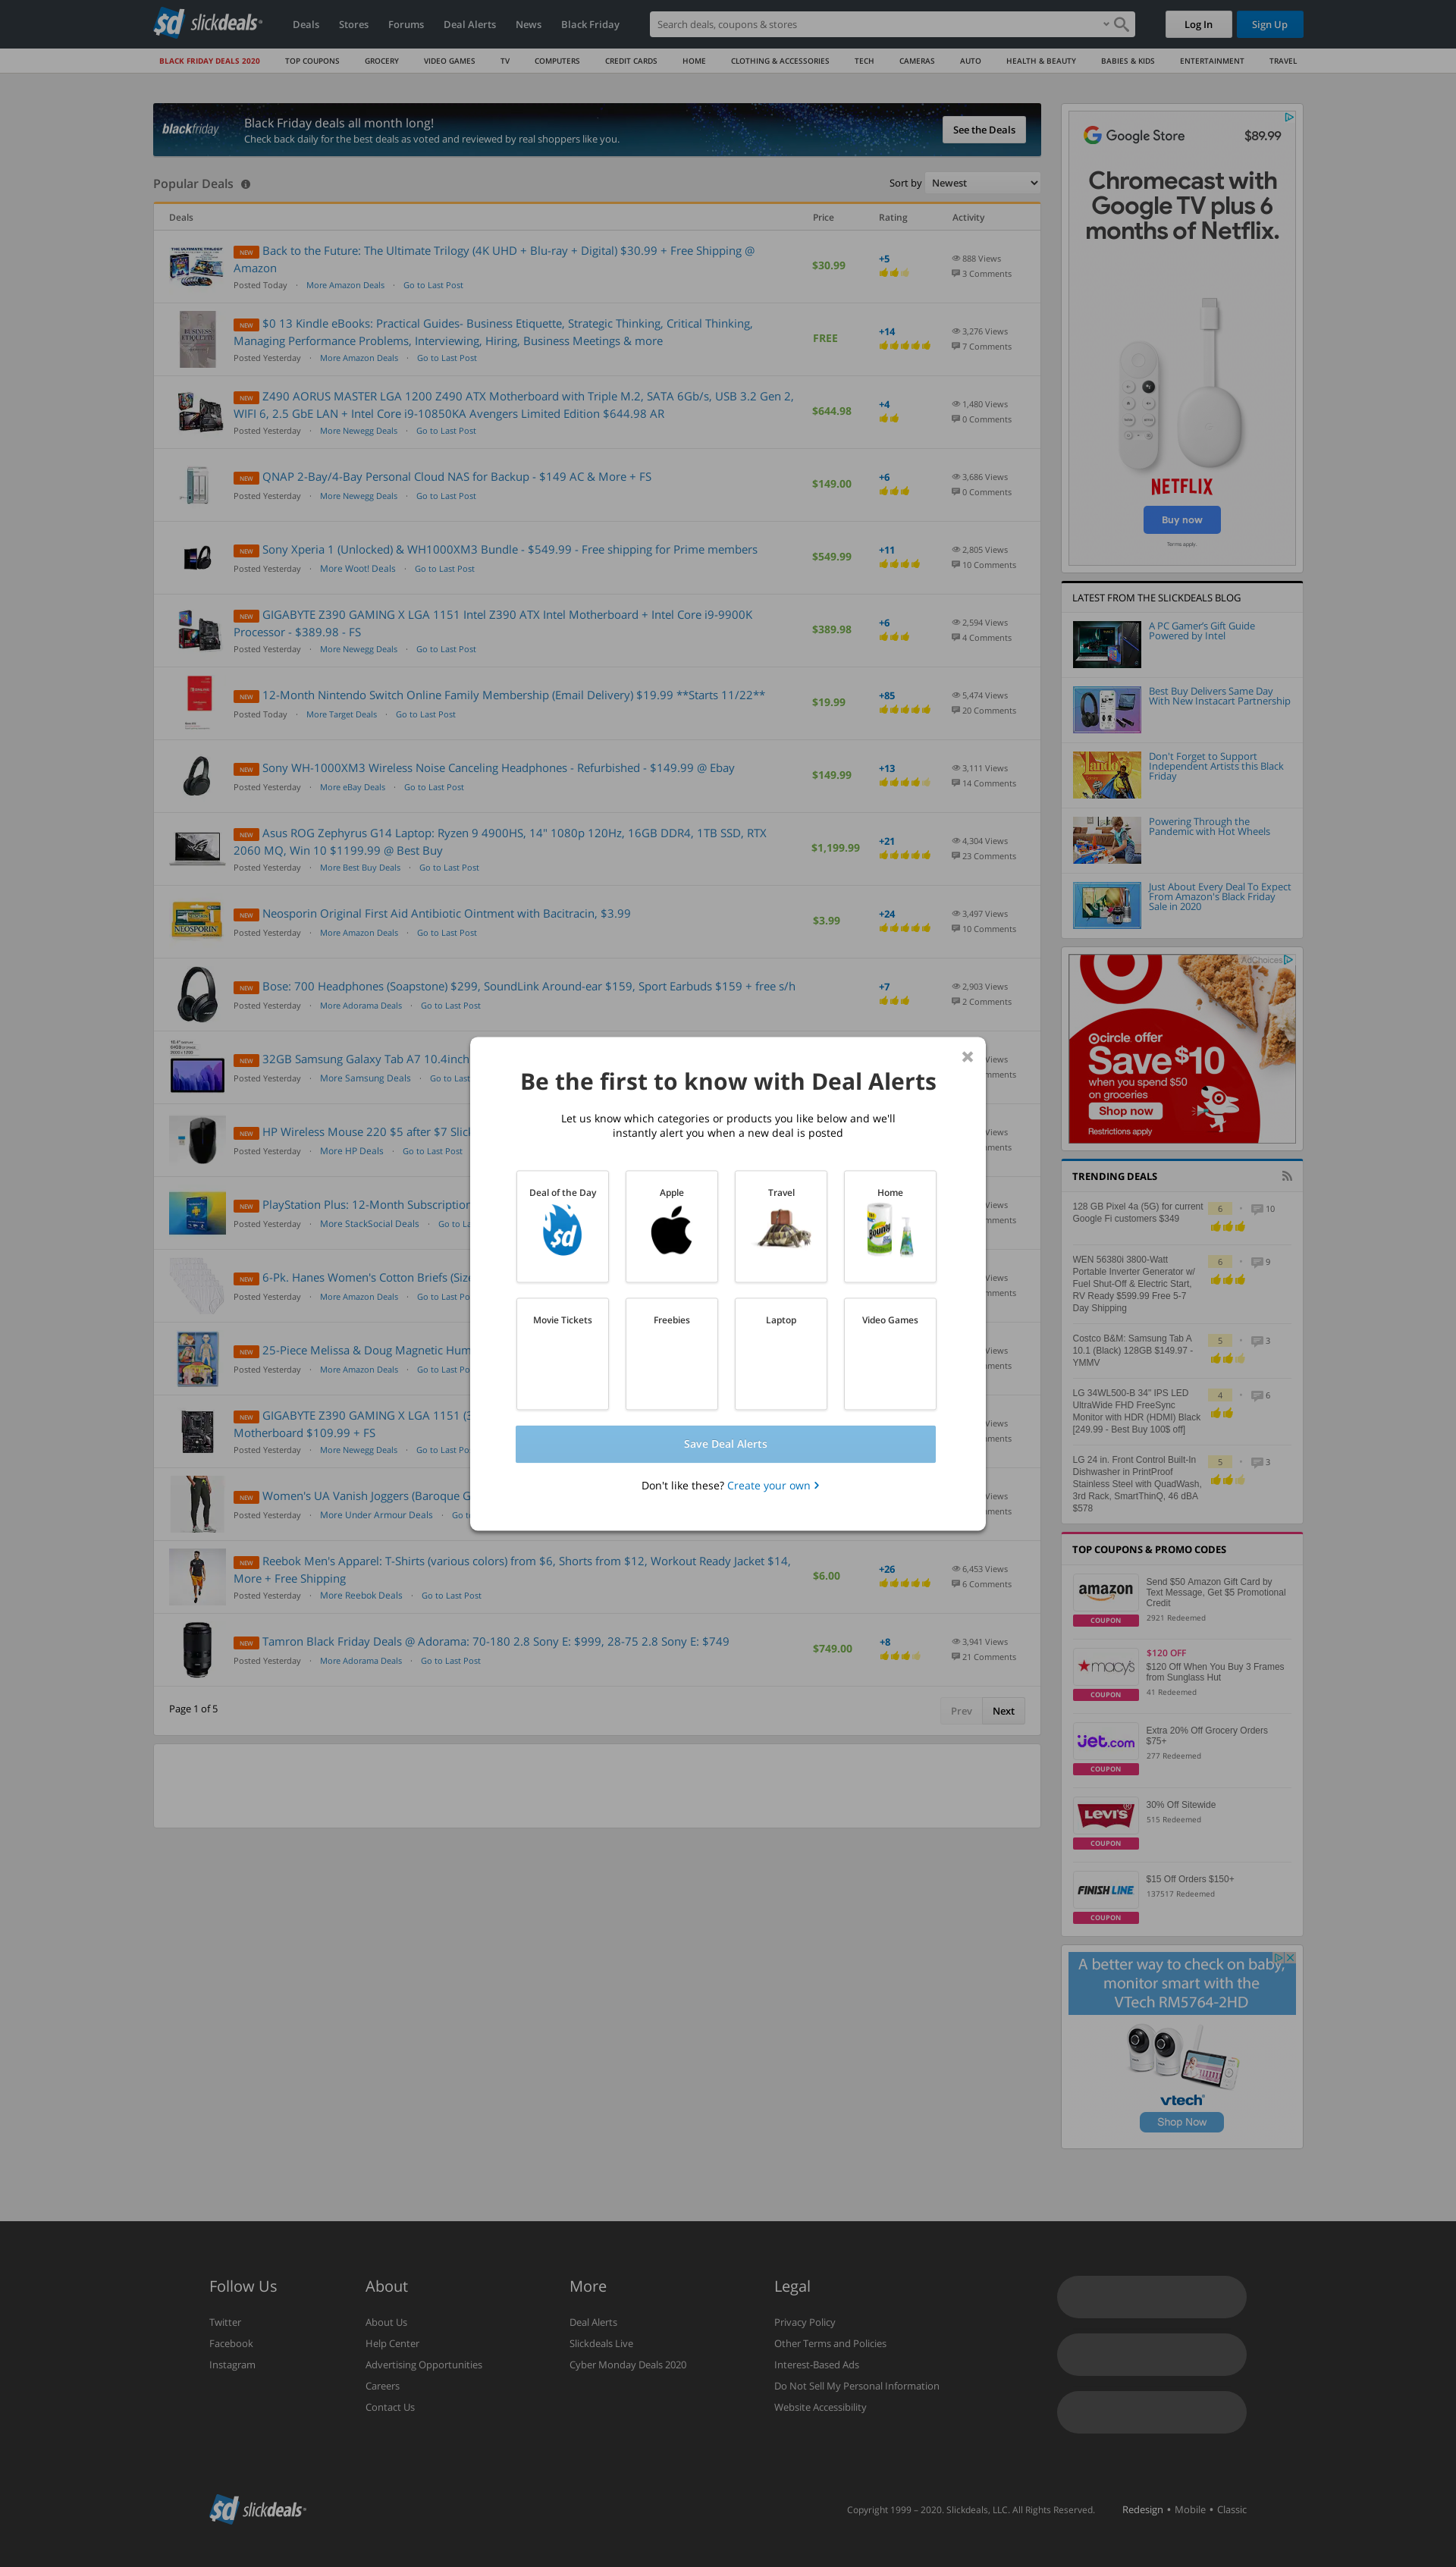 sd slickdeals
Deals Stores Forums Deal Alerts News Black Friday
Search deals, coupons & stores
Log In Sign Up
BLACK FRIDAY DEALS 2020 TOP COUPONS GROCERY VIDEO GAMES TV COMPUTERS CREDIT CARDS HOME CLOTHING & ACCESSORIES TECH CAMERAS AUTO HEALTH & BEAUTY BABIES & KIDS ENTERTAINMENT TRAVEL
blackfriday
Black Friday deals all month long!
Check back daily for the best deals as voted and reviewed by real shoppers like you.
See the Deals
Popular Deals
Sort by Newest
Deals Price Rating Activity
NEW Back to the Future: The Ultimate Trilogy (4K UHD + Blu-ray + Digital) $30.99 + Free Shipping @
Amazon
Posted Today · More Amazon Deals · Go to Last Post
$30.99 +5 888 Views
3 Comments
NEW $0 13 Kindle eBooks: Practical Guides- Business Etiquette, Strategic Thinking, Critical Thinking,
Managing Performance Problems, Interviewing, Hiring, Business Meetings & more
Posted Yesterday · More Amazon Deals · Go to Last Post
FREE +14 3,276 Views
7 Comments
NEW Z490 AORUS MASTER LGA 1200 Z490 ATX Motherboard with Triple M.2, SATA 6Gb/s, USB 3.2 Gen 2,
WIFI 6, 2.5 GbE LAN + Intel Core i9-10850KA Avengers Limited Edition $644.98 AR
Posted Yesterday · More Newegg Deals · Go to Last Post
$644.98 +4 1,480 Views
0 Comments
NEW QNAP 2-Bay/4-Bay Personal Cloud NAS for Backup - $149 AC & More + FS
Posted Yesterday · More Newegg Deals · Go to Last Post
$149.00 +6 3,686 Views
0 Comments
NEW Sony Xperia 1 (Unlocked) & WH1000XM3 Bundle - $549.99 - Free shipping for Prime members
Posted Yesterday · More Woot! Deals · Go to Last Post
$549.99 +11 2,805 Views
10 Comments
NEW GIGABYTE Z390 GAMING X LGA 1151 Intel Z390 ATX Intel Motherboard + Intel Core i9-9900K
Processor - $389.98 - FS
Posted Yesterday · More Newegg Deals · Go to Last Post
$389.98 +6 2,594 Views
4 Comments
NEW 12-Month Nintendo Switch Online Family Membership (Email Delivery) $19.99 **Starts 11/22**
Posted Today · More Target Deals · Go to Last Post
$19.99 +85 5,474 Views
20 Comments
NEW Sony WH-1000XM3 Wireless Noise Canceling Headphones - Refurbished - $149.99 @ Ebay
Posted Yesterday · More eBay Deals · Go to Last Post
$149.99 +13 3,111 Views
14 Comments
NEW Asus ROG Zephyrus G14 Laptop: Ryzen 9 4900HS, 14" 1080p 120Hz, 16GB DDR4, 1TB SSD, RTX
2060 MQ, Win 10 $1199.99 @ Best Buy
Posted Yesterday · More Best Buy Deals · Go to Last Post
$1,199.99 +21 4,304 Views
23 Comments
NEOSPORIN
NEW Neosporin Original First Aid Antibiotic Ointment with Bacitracin, $3.99
Posted Yesterday · More Amazon Deals · Go to Last Post
$3.99 +24 3,497 Views
10 Comments
NEW Bose: 700 Headphones (Soapstone) $299, SoundLink Around-ear $159, Sport Earbuds $159 + free s/h
Posted Yesterday · More Adorama Deals · Go to Last Post
+7 2,903 Views
2 Comments
NEW 32GB Samsung Galaxy Tab A7 10.4inch
Posted Yesterday · More Samsung Deals · Go to Last
Views
mments
NEW HP Wireless Mouse 220 $5 after $7 Slick
Posted Yesterday · More HP Deals · Go to Last Post
Views
mments
NEW PlayStation Plus: 12-Month Subscription
Posted Yesterday · More StackSocial Deals · Go to La
Views
mments
NEW 6-Pk. Hanes Women's Cotton Briefs (Size
Posted Yesterday · More Amazon Deals · Go to Last Po
Views
mments
NEW 25-Piece Melissa & Doug Magnetic Hum
Posted Yesterday · More Amazon Deals · Go to Last Po
Views
mments
NEW GIGABYTE Z390 GAMING X LGA 1151 (3
Motherboard $109.99 + FS
Posted Yesterday · More Newegg Deals · Go to Last Po
Views
mments
NEW Women's UA Vanish Joggers (Baroque G
Posted Yesterday · More Under Armour Deals · Go to
Views
mments
NEW Reebok Men's Apparel: T-Shirts (various colors) from $6, Shorts from $12, Workout Ready Jacket $14,
More + Free Shipping
Posted Yesterday · More Reebok Deals · Go to Last Post
$6.00 +26 6,453 Views
6 Comments
NEW Tamron Black Friday Deals @ Adorama: 70-180 2.8 Sony E: $999, 28-75 2.8 Sony E: $749
Posted Yesterday · More Adorama Deals · Go to Last Post
$749.00 +8 3,941 Views
21 Comments
Page 1 of 5
Prev Next
Be the first to know with Deal Alerts
Let us know which categories or products you like below and we'll
instantly alert you when a new deal is posted
Deal of the Day Apple Travel Home
sd
Bounty
Movie Tickets Freebies Laptop Video Games
Save Deal Alerts
Don't like these? Create your own
Google Store $89.99
Chromecast with
Google TV plus 6
months of Netflix.
NETFLIX
Buy now
Terms apply.
LATEST FROM THE SLICKDEALS BLOG
A PC Gamer's Gift Guide
Powered by Intel
Best Buy Delivers Same Day
With New Instacart Partnership
Don't Forget to Support
Independent Artists this Black
Friday
Powering Through the
Pandemic with Hot Wheels
Just About Every Deal To Expect
From Amazon's Black Friday
Sale in 2020
AdChoices
circle offer
Save $10
when you spend $50
on groceries
Shop now
Restrictions apply
TRENDING DEALS
128 GB Pixel 4a (5G) for current
Google Fi customers $349
6 • 10
WEN 56380i 3800-Watt
Portable Inverter Generator w/
Fuel Shut-Off & Electric Start,
RV Ready $599.99 Free 5-7
Day Shipping
6 • 9
Costco B&M: Samsung Tab A
10.1 (Black) 128GB $149.97 -
YMMV
5 • 3
LG 34WL500-B 34" IPS LED
UltraWide FHD FreeSync
Monitor with HDR (HDMI) Black
[249.99 - Best Buy 100$ off]
4 • 6
LG 24 in. Front Control Built-In
Dishwasher in PrintProof
Stainless Steel with QuadWash,
3rd Rack, SmartThinQ, 46 dBA
$578
5 • 3
TOP COUPONS & PROMO CODES
amazon
COUPON
Send $50 Amazon Gift Card by
Text Message, Get $5 Promotional
Credit
2921 Redeemed
macy's
COUPON
$120 OFF
$120 Off When You Buy 3 Frames
from Sunglass Hut
41 Redeemed
jet.com
COUPON
Extra 20% Off Grocery Orders
$75+
277 Redeemed
LEVI'S
COUPON
30% Off Sitewide
515 Redeemed
FINISH LINE
COUPON
$15 Off Orders $150+
137517 Redeemed
A better way to check on baby,
monitor smart with the
VTech RM5764-2HD
vtech
Shop Now
Follow Us About More Legal
Twitter About Us Deal Alerts Privacy Policy
Facebook Help Center Slickdeals Live Other Terms and Policies
Instagram Advertising Opportunities Cyber Monday Deals 2020 Interest-Based Ads
Careers Do Not Sell My Personal Information
Contact Us Website Accessibility
sd slickdeals
Copyright 1999 – 2020. Slickdeals, LLC. All Rights Reserved. Redesign • Mobile • Classic